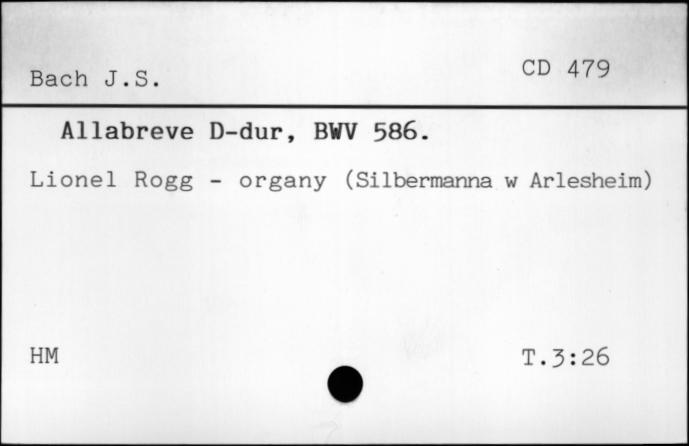 Bach J.S.
CD 479
Allabreve D-dur, BWV 586.
Lionel Rogg - organy (Silbermanna w Arlesheim)
HM
T.3:26